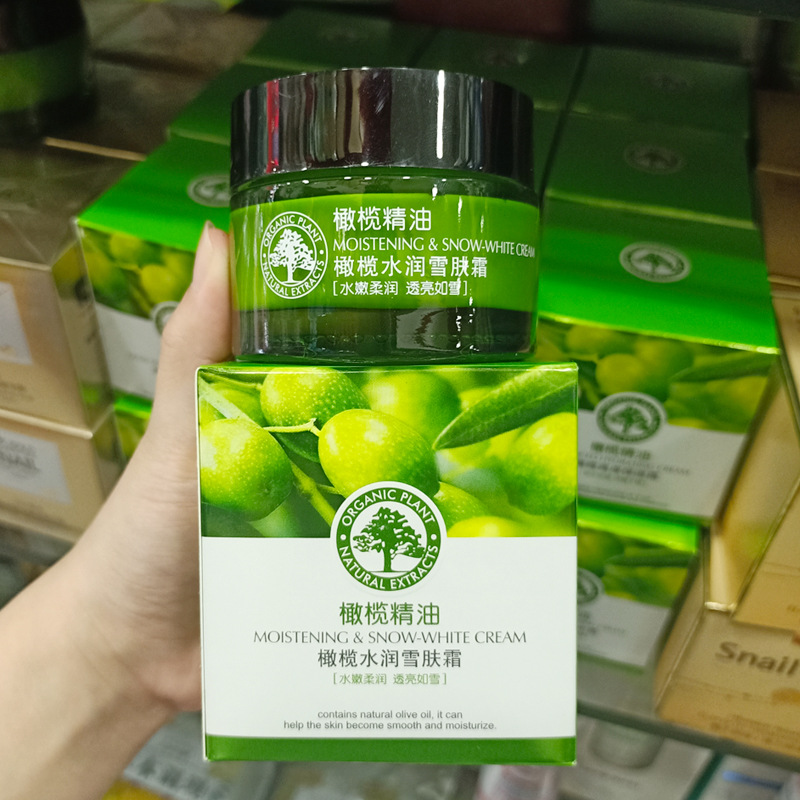 ORGANIC PLANT
NATURAL EXTRACTS
橄榄精油
MOISTENING & SNOW-WHITE CREAM
橄榄水润雪肤霜
[水嫩柔润 透亮如雪]
ORGANIC PLANT
NATURAL EXTRACTS
橄榄精油
MOISTENING & SNOW-WHITE CREAM
橄榄水润雪肤霜
[水嫩柔润 透亮如雪]
contains natural olive oil, it can
help the skin become smooth and moisturize.
橄榄精油
Snail